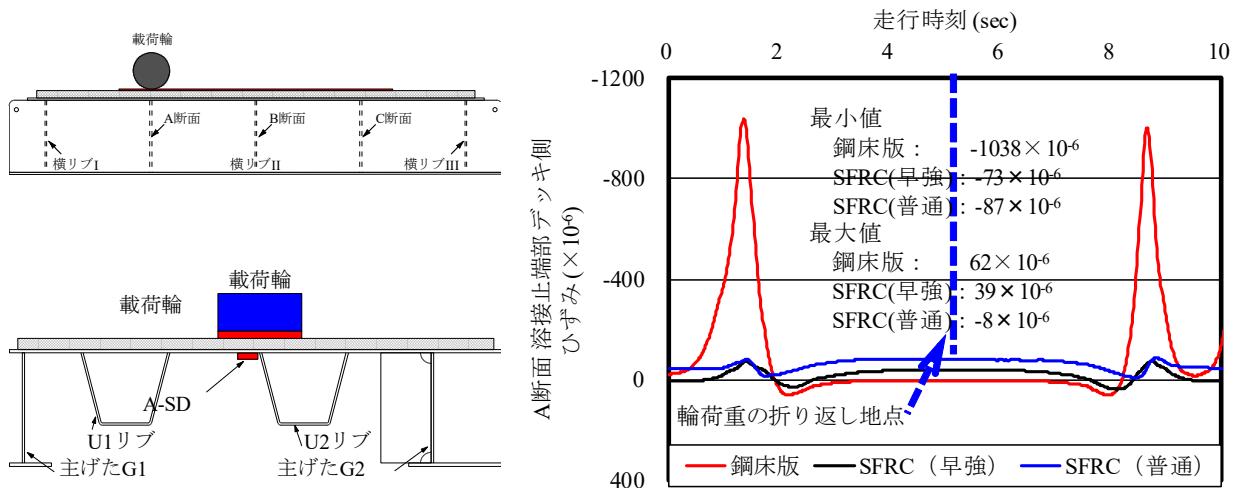 載荷輪
A断面
B断面
C断面
横リブI
横リブII
横リブIII
載荷輪
載荷輪
A-SD
U1リブ
U2リブ
主げたG1
主げたG2
走行時刻 (sec)
0 2 4 6 8 10
-1200
-800
-400
0
400
A断面 溶接止端部 デッキ側
ひずみ (×10-6)
最小値
鋼床版 : -1038×10-6
SFRC(早強) : -73×10-6
SFRC(普通) : -87×10-6
最大値
鋼床版 : 62×10-6
SFRC(早強) : 39×10-6
SFRC(普通) : -8×10-6
輪荷重の折り返し地点
鋼床版 SFRC（早強） SFRC（普通）